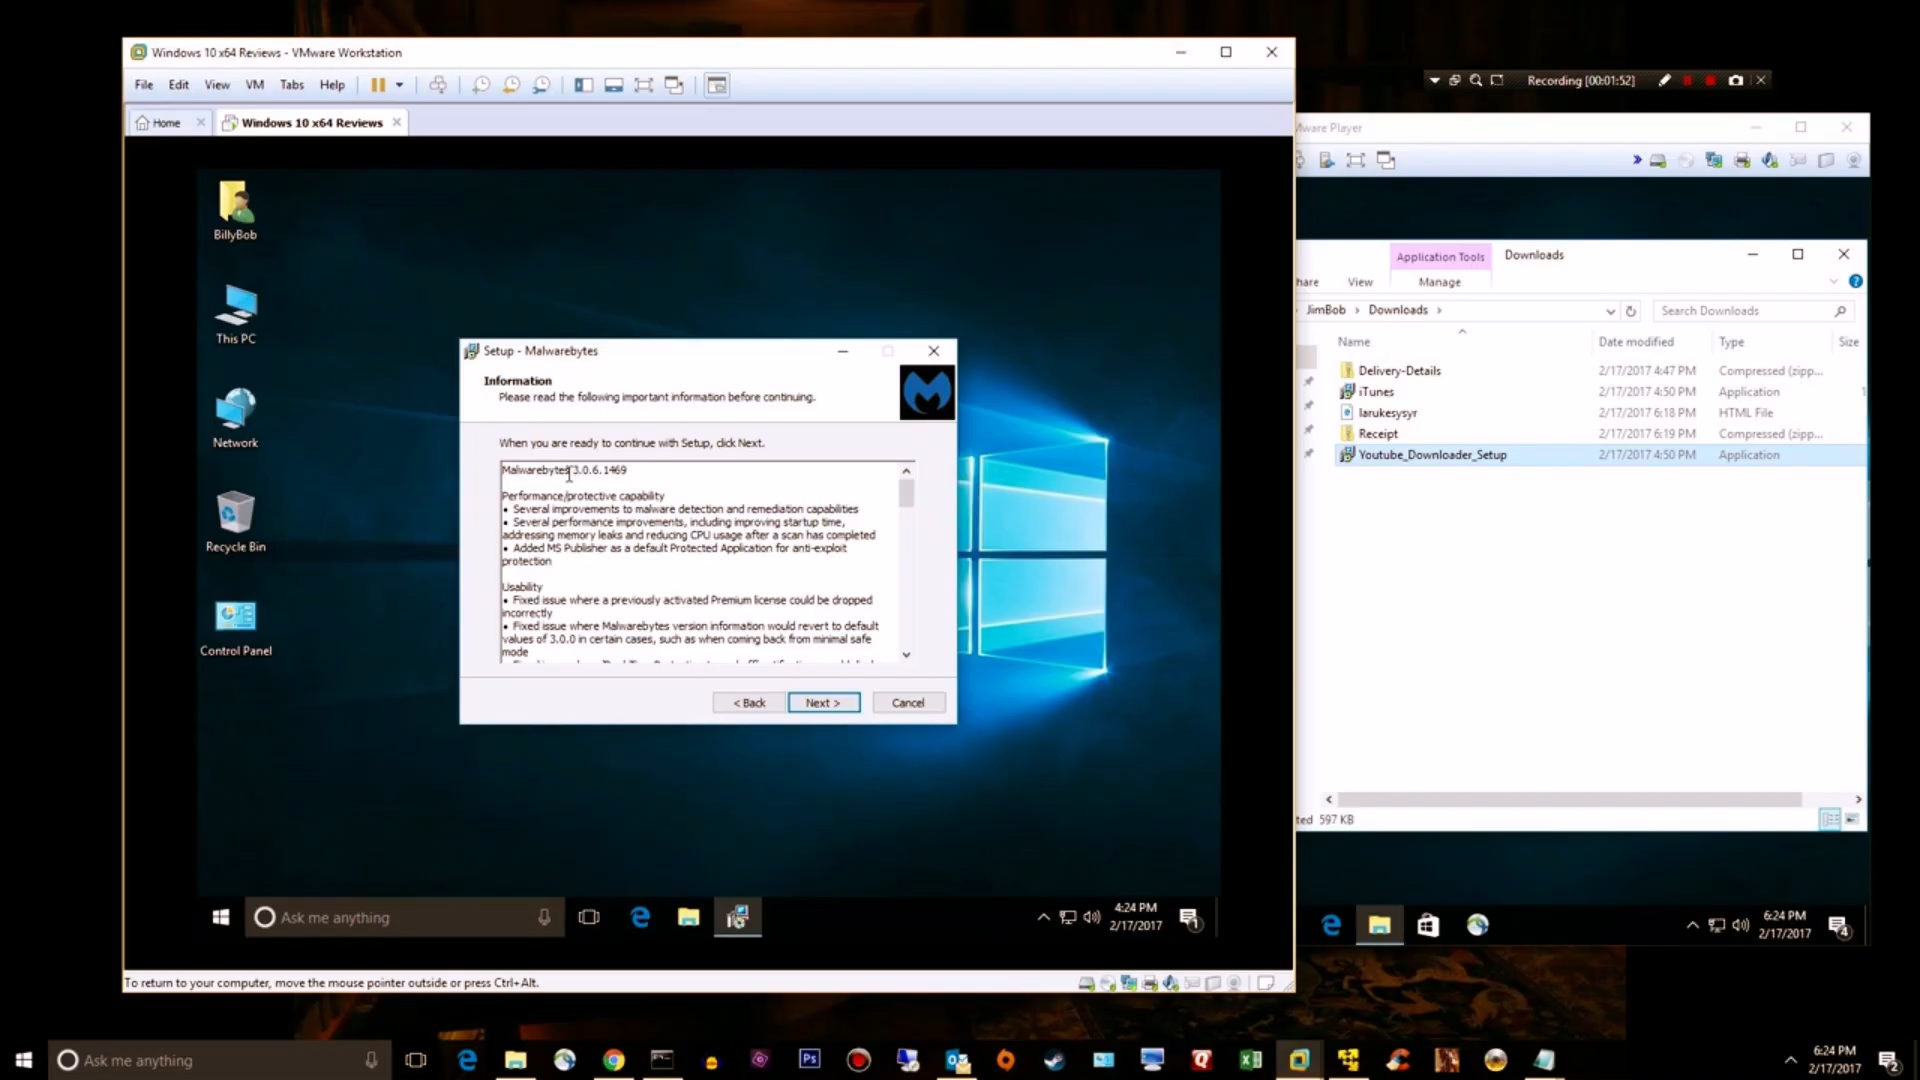 Windows 10 x64 Reviews - VMware Workstation
File Edit View VM Tabs Help
Home
Windows 10 x64 Reviews
BillyBob
This PC
Network
Recycle Bin
Control Panel
Setup - Malwarebytes
Information
Please read the following important information before continuing.
When you are ready to continue with Setup, click Next.
Malwarebytes 3.0.6.1469
Performance/protective capability
• Several improvements to malware detection and remediation capabilities
• Several performance improvements, including improving startup time,
addressing memory leaks and reducing CPU usage after a scan has completed
• Added MS Publisher as a default Protected Application for anti-exploit
protection
Usability
• Fixed issue where a previously activated Premium license could be dropped
incorrectly
• Fixed issue where Malwarebytes version information would revert to default
values of 3.0.0 in certain cases, such as when coming back from minimal safe
mode
< Back
Next >
Cancel
Ask me anything
4:24 PM
2/17/2017
1
To return to your computer, move the mouse pointer outside or press Ctrl+Alt.
Recording [00:01:52]
Mware Player
Application Tools
Downloads
hare
View
Manage
JimBob > Downloads >
Search Downloads
Name Date modified Type Size
Delivery-Details 2/17/2017 4:47 PM Compressed (zipp...
iTunes 2/17/2017 4:50 PM Application
larukesysyr 2/17/2017 6:18 PM HTML File
Receipt 2/17/2017 6:19 PM Compressed (zipp...
Youtube_Downloader_Setup 2/17/2017 4:50 PM Application
ted 597 KB
6:24 PM
2/17/2017
4
Ask me anything
Ps
6:24 PM
2/17/2017
2